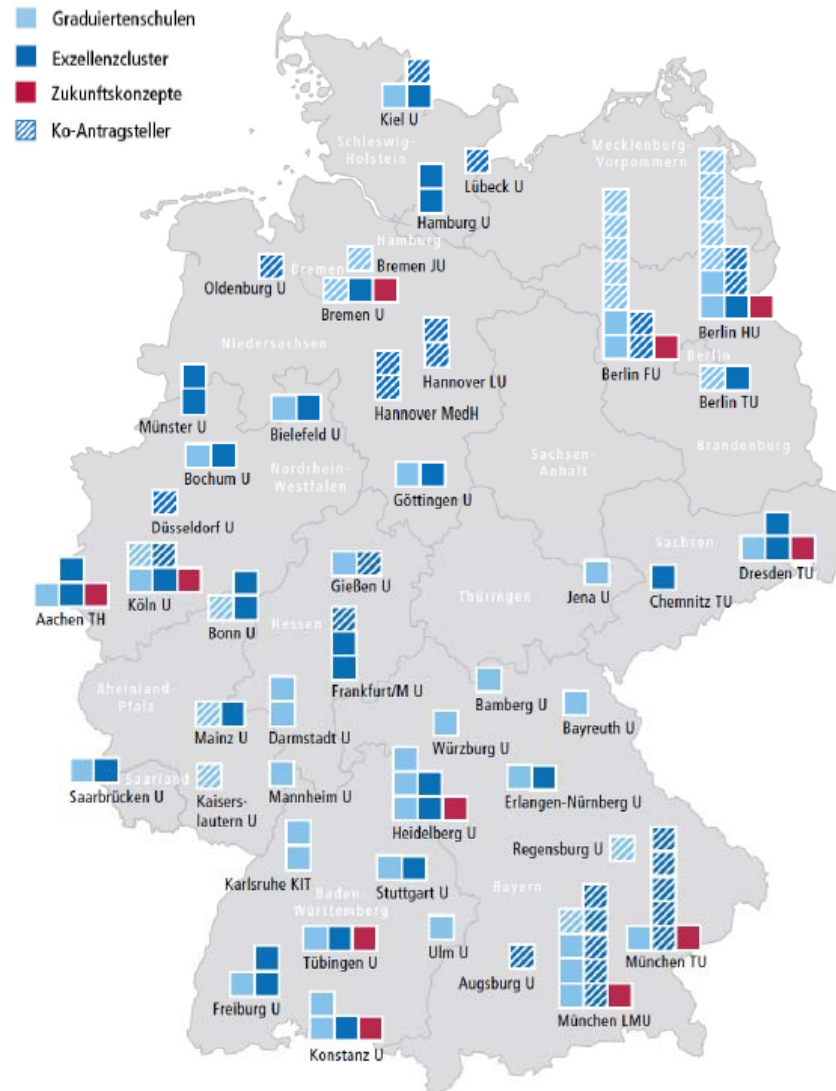 Graduiertenschulen
Exzellenzcluster
Zukunftskonzepte
Ko-Antragsteller
Kiel U
Schleswig-
Holstein
Mecklenburg-
Vorpommern
Lübeck U
Hamburg U
Hamburg
Bremen
Bremen JU
Oldenburg U
Bremen U
Berlin HU
Niedersachsen
Hannover LU
Berlin FU
Berlin
Hannover MedH
Berlin TU
Münster U
Bielefeld U
Brandenburg
Sachsen-
Anhalt
Bochum U
Nordrhein-
Westfalen
Göttingen U
Düsseldorf U
Sachsen
Dresden TU
Gießen U
Köln U
Jena U
Chemnitz TU
Aachen TH
Thüringen
Bonn U
Hessen
Frankfurt/M U
Bamberg U
Rheinland-
Pfalz
Bayreuth U
Mainz U
Darmstadt U
Würzburg U
Saarland
Saarbrücken U
Kaisers-
lautern U
Mannheim U
Erlangen-Nürnberg U
Heidelberg U
Regensburg U
Karlsruhe KIT
Stuttgart U
Bayern
Baden-
Württemberg
Ulm U
München TU
Tübingen U
Augsburg U
Freiburg U
München LMU
Konstanz U